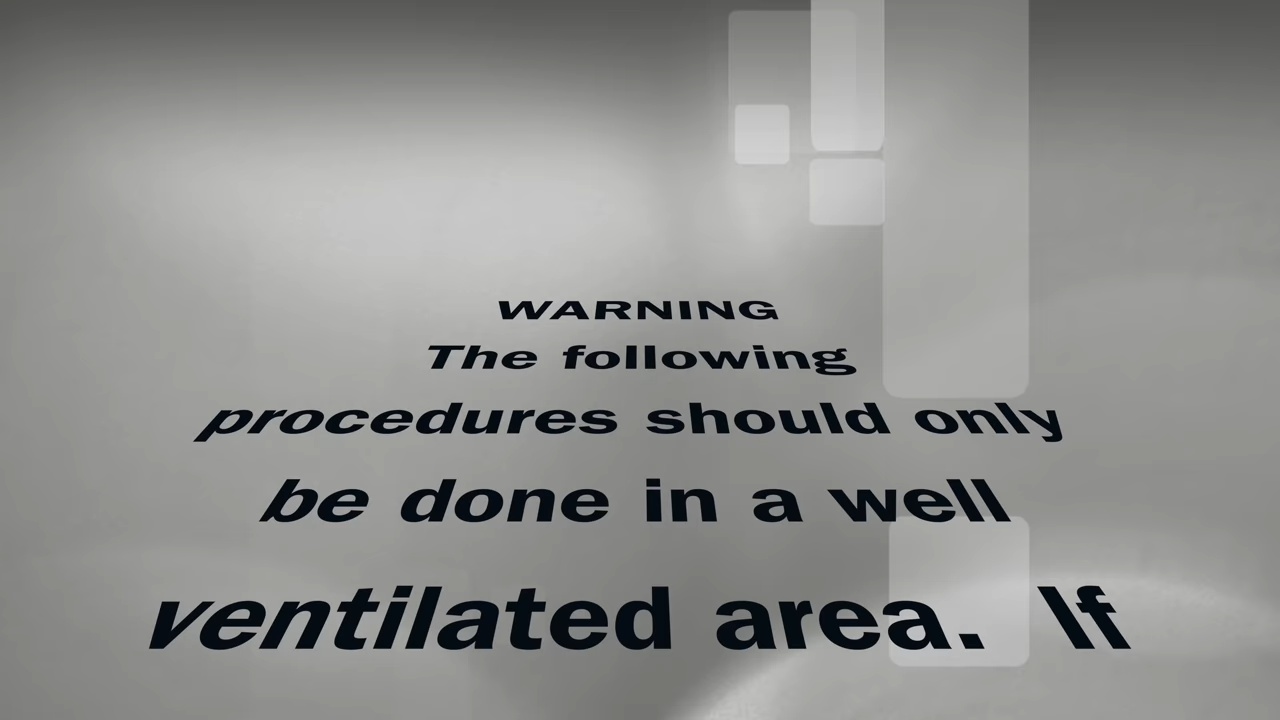 WARNING
The following
procedures should only
be done in a well
ventilated area.  If